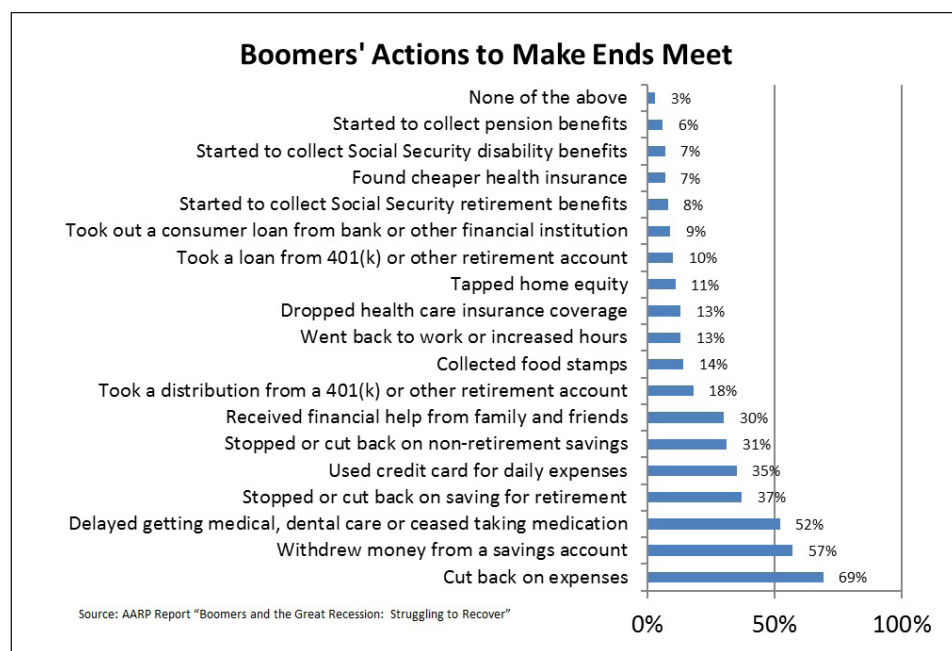 Boomers' Actions to Make Ends Meet
None of the above 3%
Started to collect pension benefits 6%
Started to collect Social Security disability benefits 7%
Found cheaper health insurance 7%
Started to collect Social Security retirement benefits 8%
Took out a consumer loan from bank or other financial institution 9%
Took a loan from 401(k) or other retirement account 10%
Tapped home equity 11%
Dropped health care insurance coverage 13%
Went back to work or increased hours 13%
Collected food stamps 14%
Took a distribution from a 401(k) or other retirement account 18%
Received financial help from family and friends 30%
Stopped or cut back on non-retirement savings 31%
Used credit card for daily expenses 35%
Stopped or cut back on saving for retirement 37%
Delayed getting medical, dental care or ceased taking medication 52%
Withdrew money from a savings account 57%
Cut back on expenses 69%
Source: AARP Report “Boomers and the Great Recession: Struggling to Recover”
0% 50% 100%